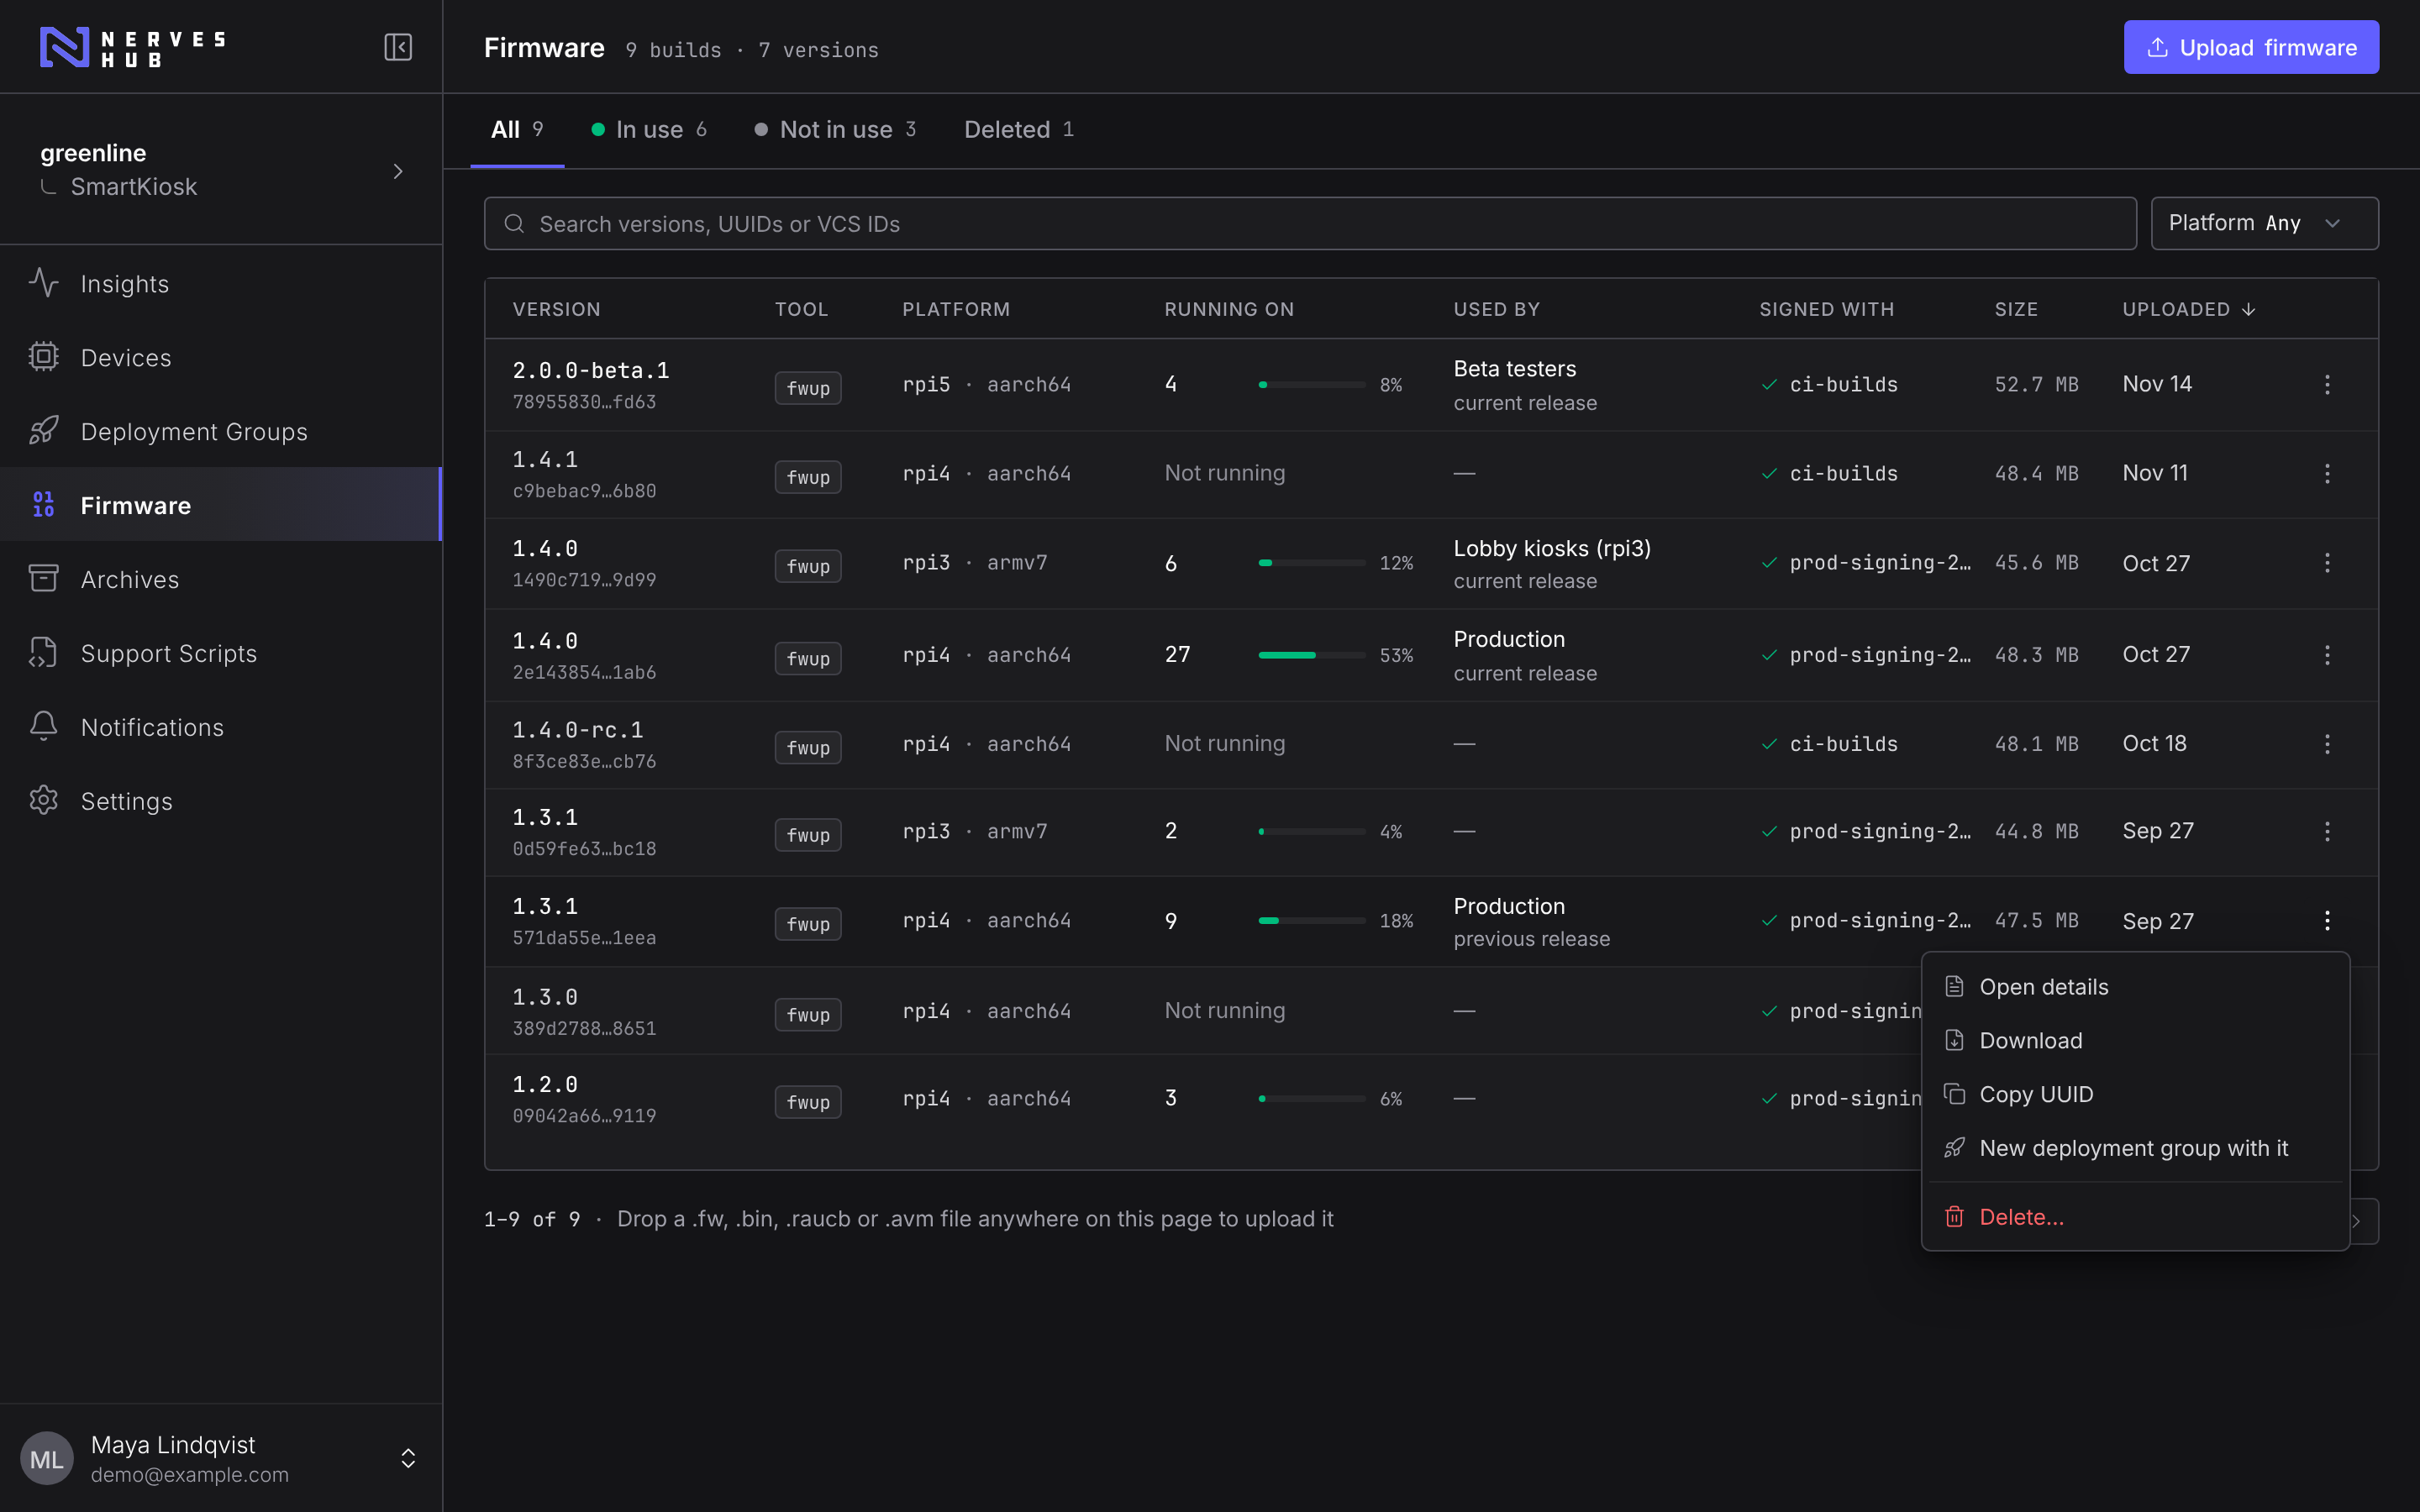 NERVES
HUB
greenline
SmartKiosk
Insights
Devices
Deployment Groups
01
10
Firmware
Archives
Support Scripts
Notifications
Settings
ML
Maya Lindqvist
demo@example.com
Firmware 9 builds · 7 versions
Upload firmware
All 9 In use 6 Not in use 3 Deleted 1
Search versions, UUIDs or VCS IDs
Platform Any
VERSION TOOL PLATFORM RUNNING ON USED BY SIGNED WITH SIZE UPLOADED
2.0.0-beta.1
78955830…fd63
fwup rpi5 · aarch64 4 8%
Beta testers
current release
ci-builds 52.7 MB Nov 14
1.4.1
c9bebac9…6b80
fwup rpi4 · aarch64 Not running — ci-builds 48.4 MB Nov 11
1.4.0
1490c719…9d99
fwup rpi3 · armv7 6 12%
Lobby kiosks (rpi3)
current release
prod-signing-2… 45.6 MB Oct 27
1.4.0
2e143854…1ab6
fwup rpi4 · aarch64 27 53%
Production
current release
prod-signing-2… 48.3 MB Oct 27
1.4.0-rc.1
8f3ce83e…cb76
fwup rpi4 · aarch64 Not running — ci-builds 48.1 MB Oct 18
1.3.1
0d59fe63…bc18
fwup rpi3 · armv7 2 4% — prod-signing-2… 44.8 MB Sep 27
1.3.1
571da55e…1eea
fwup rpi4 · aarch64 9 18%
Production
previous release
prod-signing-2… 47.5 MB Sep 27
1.3.0
389d2788…8651
fwup rpi4 · aarch64 Not running — prod-signin
1.2.0
09042a66…9119
fwup rpi4 · aarch64 3 6% — prod-signin
Open details
Download
Copy UUID
New deployment group with it
Delete…
1–9 of 9 · Drop a .fw, .bin, .raucb or .avm file anywhere on this page to upload it